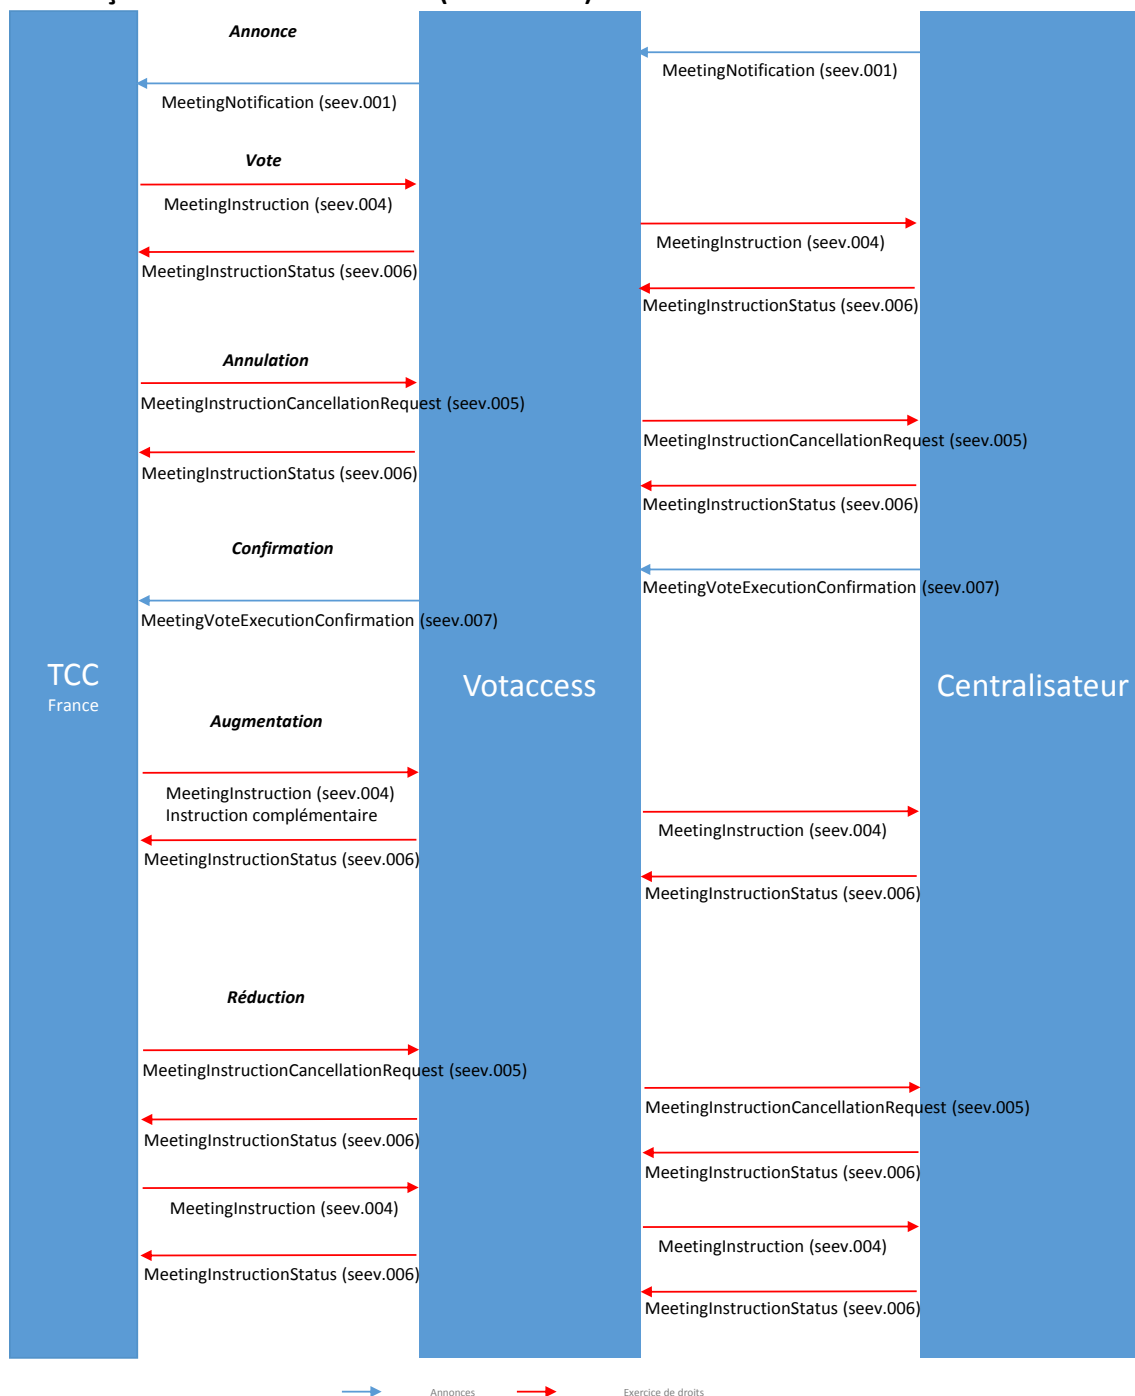 Annonce
MeetingNotification (seev.001)
MeetingNotification (seev.001)
Vote
MeetingInstruction (seev.004)
MeetingInstruction (seev.004)
MeetingInstructionStatus (seev.006)
MeetingInstructionStatus (seev.006)
Annulation
MeetingInstructionCancellationRequest (seev.005)
MeetingInstructionCancellationRequest (seev.005)
MeetingInstructionStatus (seev.006)
MeetingInstructionStatus (seev.006)
Confirmation
MeetingVoteExecutionConfirmation (seev.007)
MeetingVoteExecutionConfirmation (seev.007)
TCC
France
Votaccess
Centralisateur
Augmentation
MeetingInstruction (seev.004)
Instruction complémentaire
MeetingInstruction (seev.004)
MeetingInstructionStatus (seev.006)
MeetingInstructionStatus (seev.006)
Réduction
MeetingInstructionCancellationRequest (seev.005)
MeetingInstructionCancellationRequest (seev.005)
MeetingInstructionStatus (seev.006)
MeetingInstructionStatus (seev.006)
MeetingInstruction (seev.004)
MeetingInstruction (seev.004)
MeetingInstructionStatus (seev.006)
MeetingInstructionStatus (seev.006)
Annonces
Exercice de droits